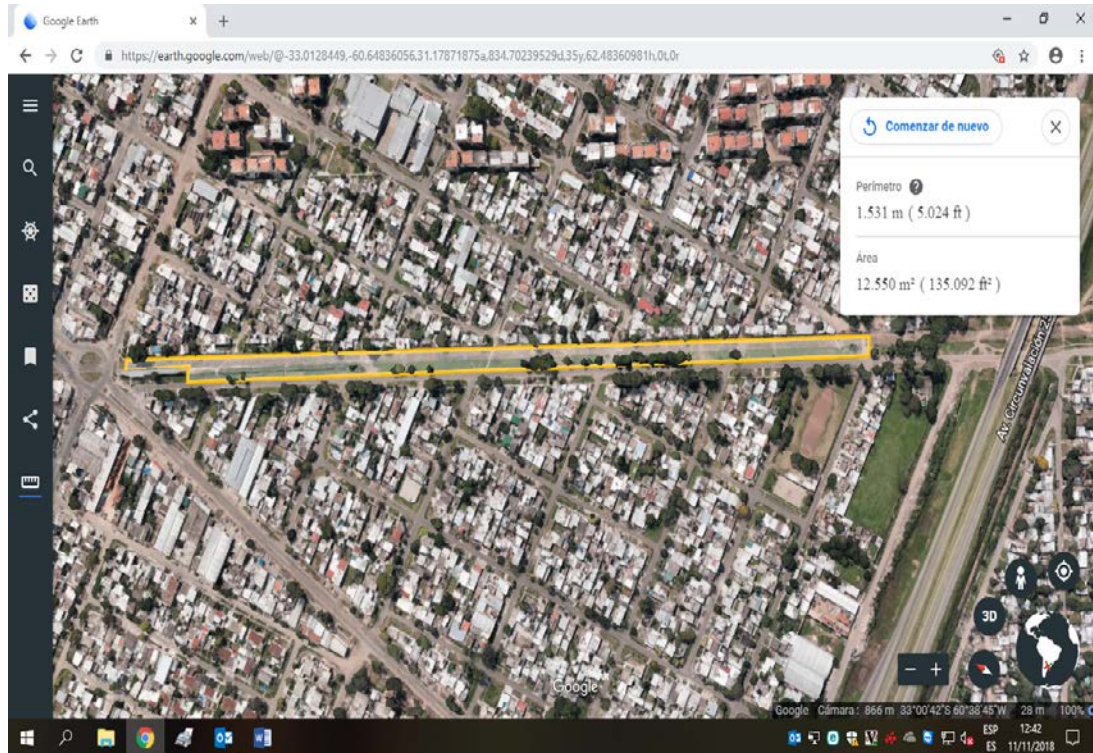 Google Earth
https://earth.google.com/web/@-33.0128449,-60.64836056,31.17871875a,834.70239529d,35y,62.48360981h,0t,0r
Comenzar de nuevo
Perímetro
1.531 m ( 5.024 ft )
Área
12.550 m² ( 135.092 ft² )
Av. Circunvalación 25
3D
Google
Google Cámara: 866 m 33°00'42"S 60°38'45"W 28 m 100%
ESP 12:42
ES 11/11/2018